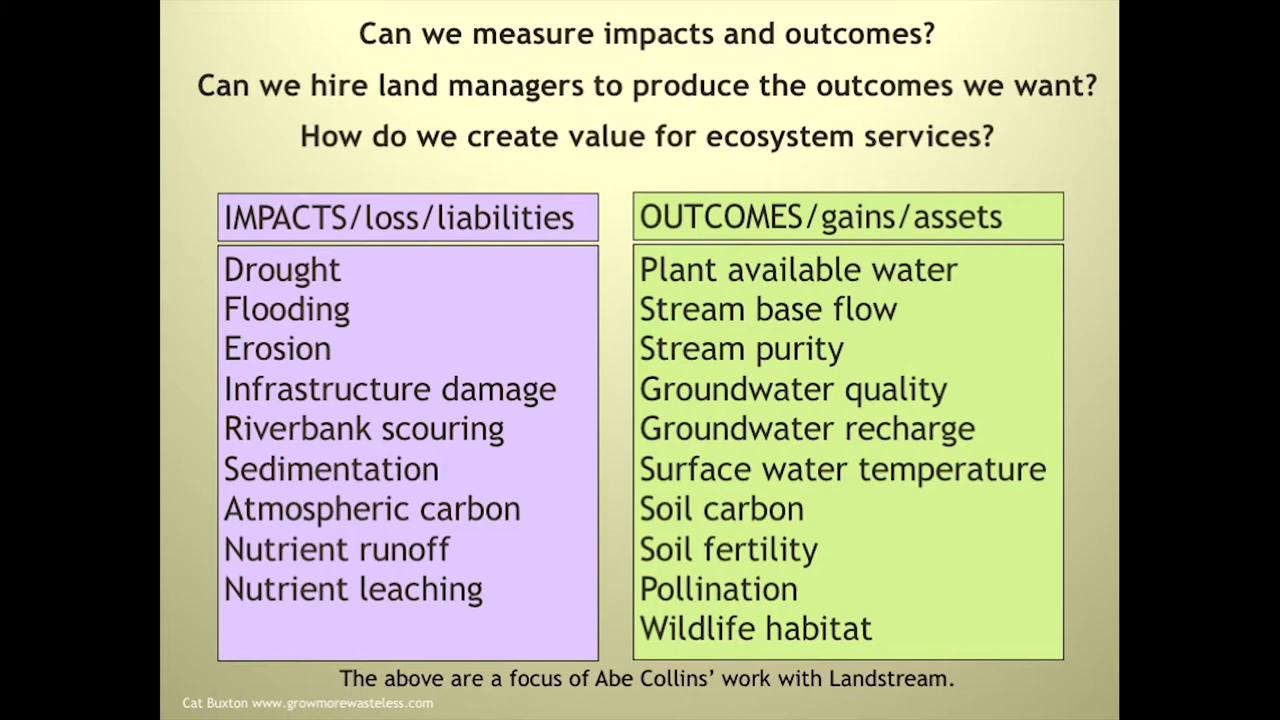 Can we measure impacts and outcomes?
Can we hire land managers to produce the outcomes we want?
How do we create value for ecosystem services?
IMPACTS/loss/liabilities
Drought
Flooding
Erosion
Infrastructure damage
Riverbank scouring
Sedimentation
Atmospheric carbon
Nutrient runoff
Nutrient leaching
OUTCOMES/gains/assets
Plant available water
Stream base flow
Stream purity
Groundwater quality
Groundwater recharge
Surface water temperature
Soil carbon
Soil fertility
Pollination
Wildlife habitat
The above are a focus of Abe Collins’ work with Landstream.
Cat Buxton www.growmorewasteless.com